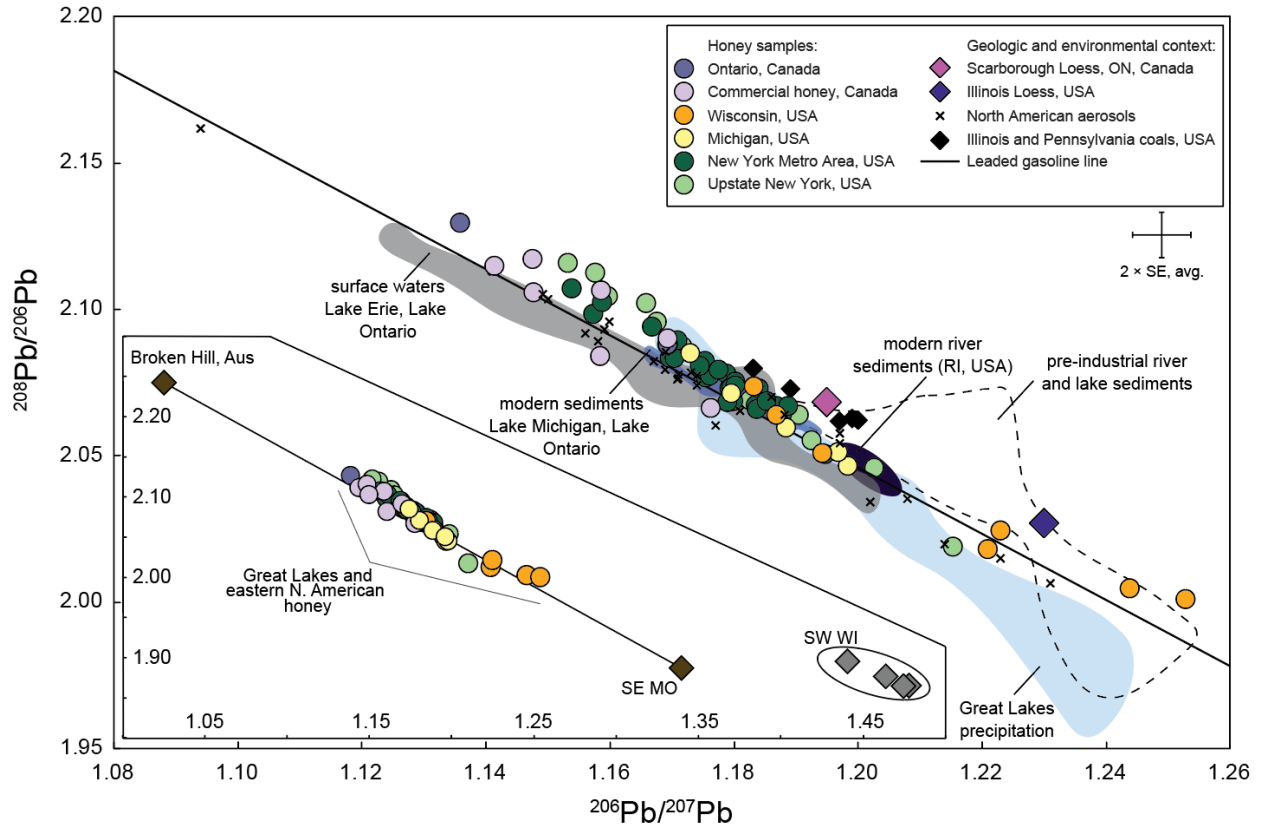 2.20
2.15
2.10
2.05
2.00
1.95
208Pb/206Pb
Honey samples:
Ontario, Canada
Commercial honey, Canada
Wisconsin, USA
Michigan, USA
New York Metro Area, USA
Upstate New York, USA
Geologic and environmental context:
Scarborough Loess, ON, Canada
Illinois Loess, USA
North American aerosols
Illinois and Pennsylvania coals, USA
Leaded gasoline line
2 × SE, avg.
surface waters
Lake Erie, Lake
Ontario
modern sediments
Lake Michigan, Lake
Ontario
modern river
sediments (RI, USA)
pre-industrial river
and lake sediments
Great Lakes
precipitation
Broken Hill, Aus
2.20
2.10
2.00
1.90
Great Lakes and
eastern N. American
honey
SE MO
SW WI
1.05
1.15
1.25
1.35
1.45
1.08
1.10
1.12
1.14
1.16
1.18
1.20
1.22
1.24
1.26
206Pb/207Pb